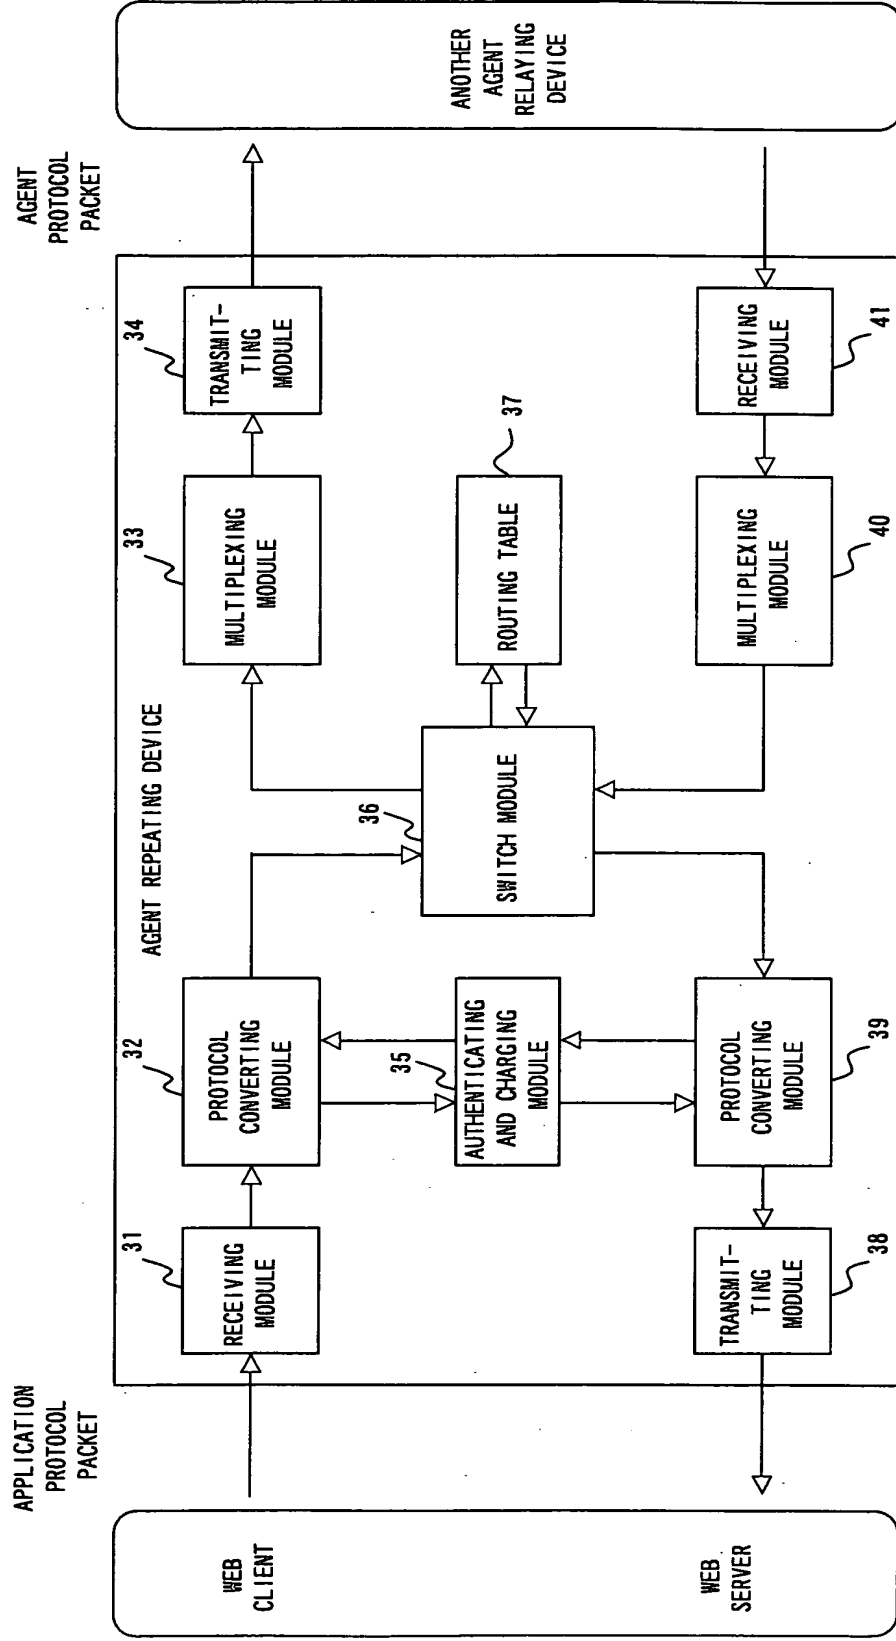 APPLICATION
PROTOCOL
PACKET
AGENT
PROTOCOL
PACKET
WEB
CLIENT
WEB
SERVER
AGENT REPEATING DEVICE
31
RECEIVING
MODULE
32
PROTOCOL
CONVERTING
MODULE
33
MULTIPLEXING
MODULE
34
TRANSMIT-
TING
MODULE
35
AUTHENTICATING
AND CHARGING
MODULE
36
SWITCH MODULE
37
ROUTING TABLE
TRANSMIT-
TING
MODULE
38
PROTOCOL
CONVERTING
MODULE
39
MULTIPLEXING
MODULE
40
RECEIVING
MODULE
41
ANOTHER
AGENT
RELAYING
DEVICE